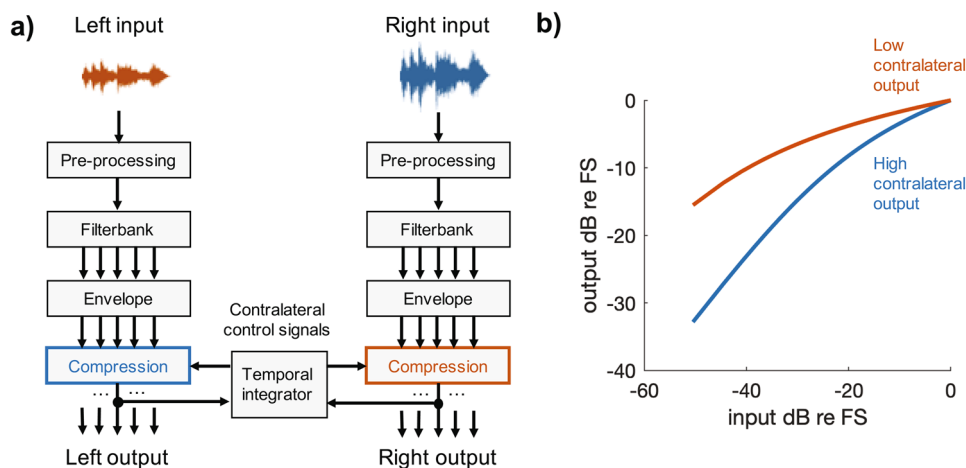 a)
Left input
Right input
Pre-processing
Pre-processing
Filterbank
Filterbank
Envelope
Envelope
Contralateral
control signals
Compression
Temporal
integrator
Compression
... ...
... ...
Left output
Right output
b)
Low
contralateral
output
High
contralateral
output
output dB re FS
0
-10
-20
-30
-40
-60
-40
-20
0
input dB re FS